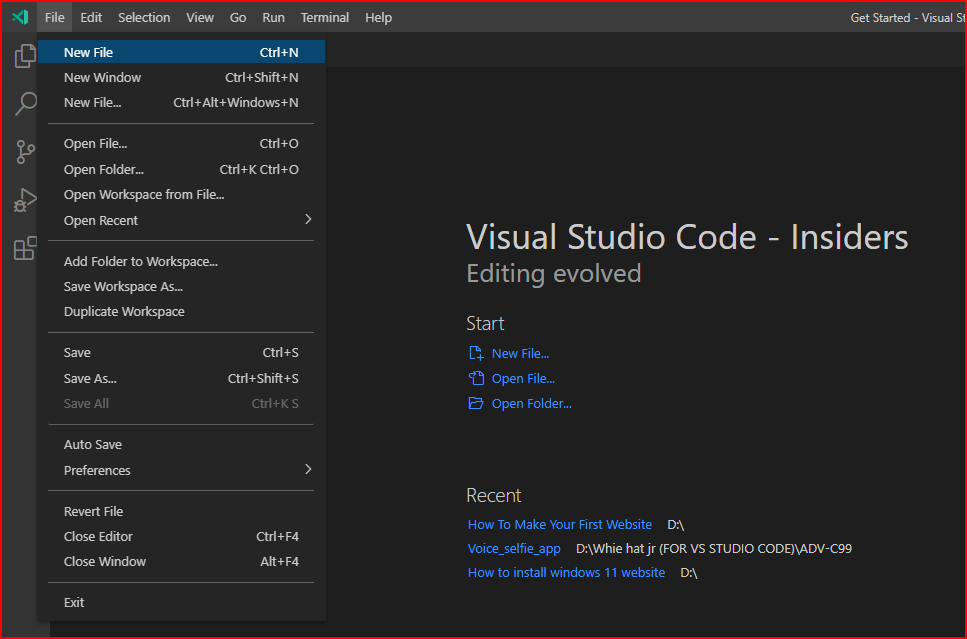 File Edit Selection View Go Run Terminal Help Get Started - Visual St
New File Ctrl+N
New Window Ctrl+Shift+N
New File... Ctrl+Alt+Windows+N
Open File... Ctrl+O
Open Folder... Ctrl+K Ctrl+O
Open Workspace from File...
Open Recent
Add Folder to Workspace...
Save Workspace As...
Duplicate Workspace
Save Ctrl+S
Save As... Ctrl+Shift+S
Save All Ctrl+K S
Auto Save
Preferences
Revert File
Close Editor Ctrl+F4
Close Window Alt+F4
Exit
Visual Studio Code - Insiders
Editing evolved
Start
New File...
Open File...
Open Folder...
Recent
How To Make Your First Website D:\
Voice_selfie_app D:\Whie hat jr (FOR VS STUDIO CODE)\ADV-C99
How to install windows 11 website D:\